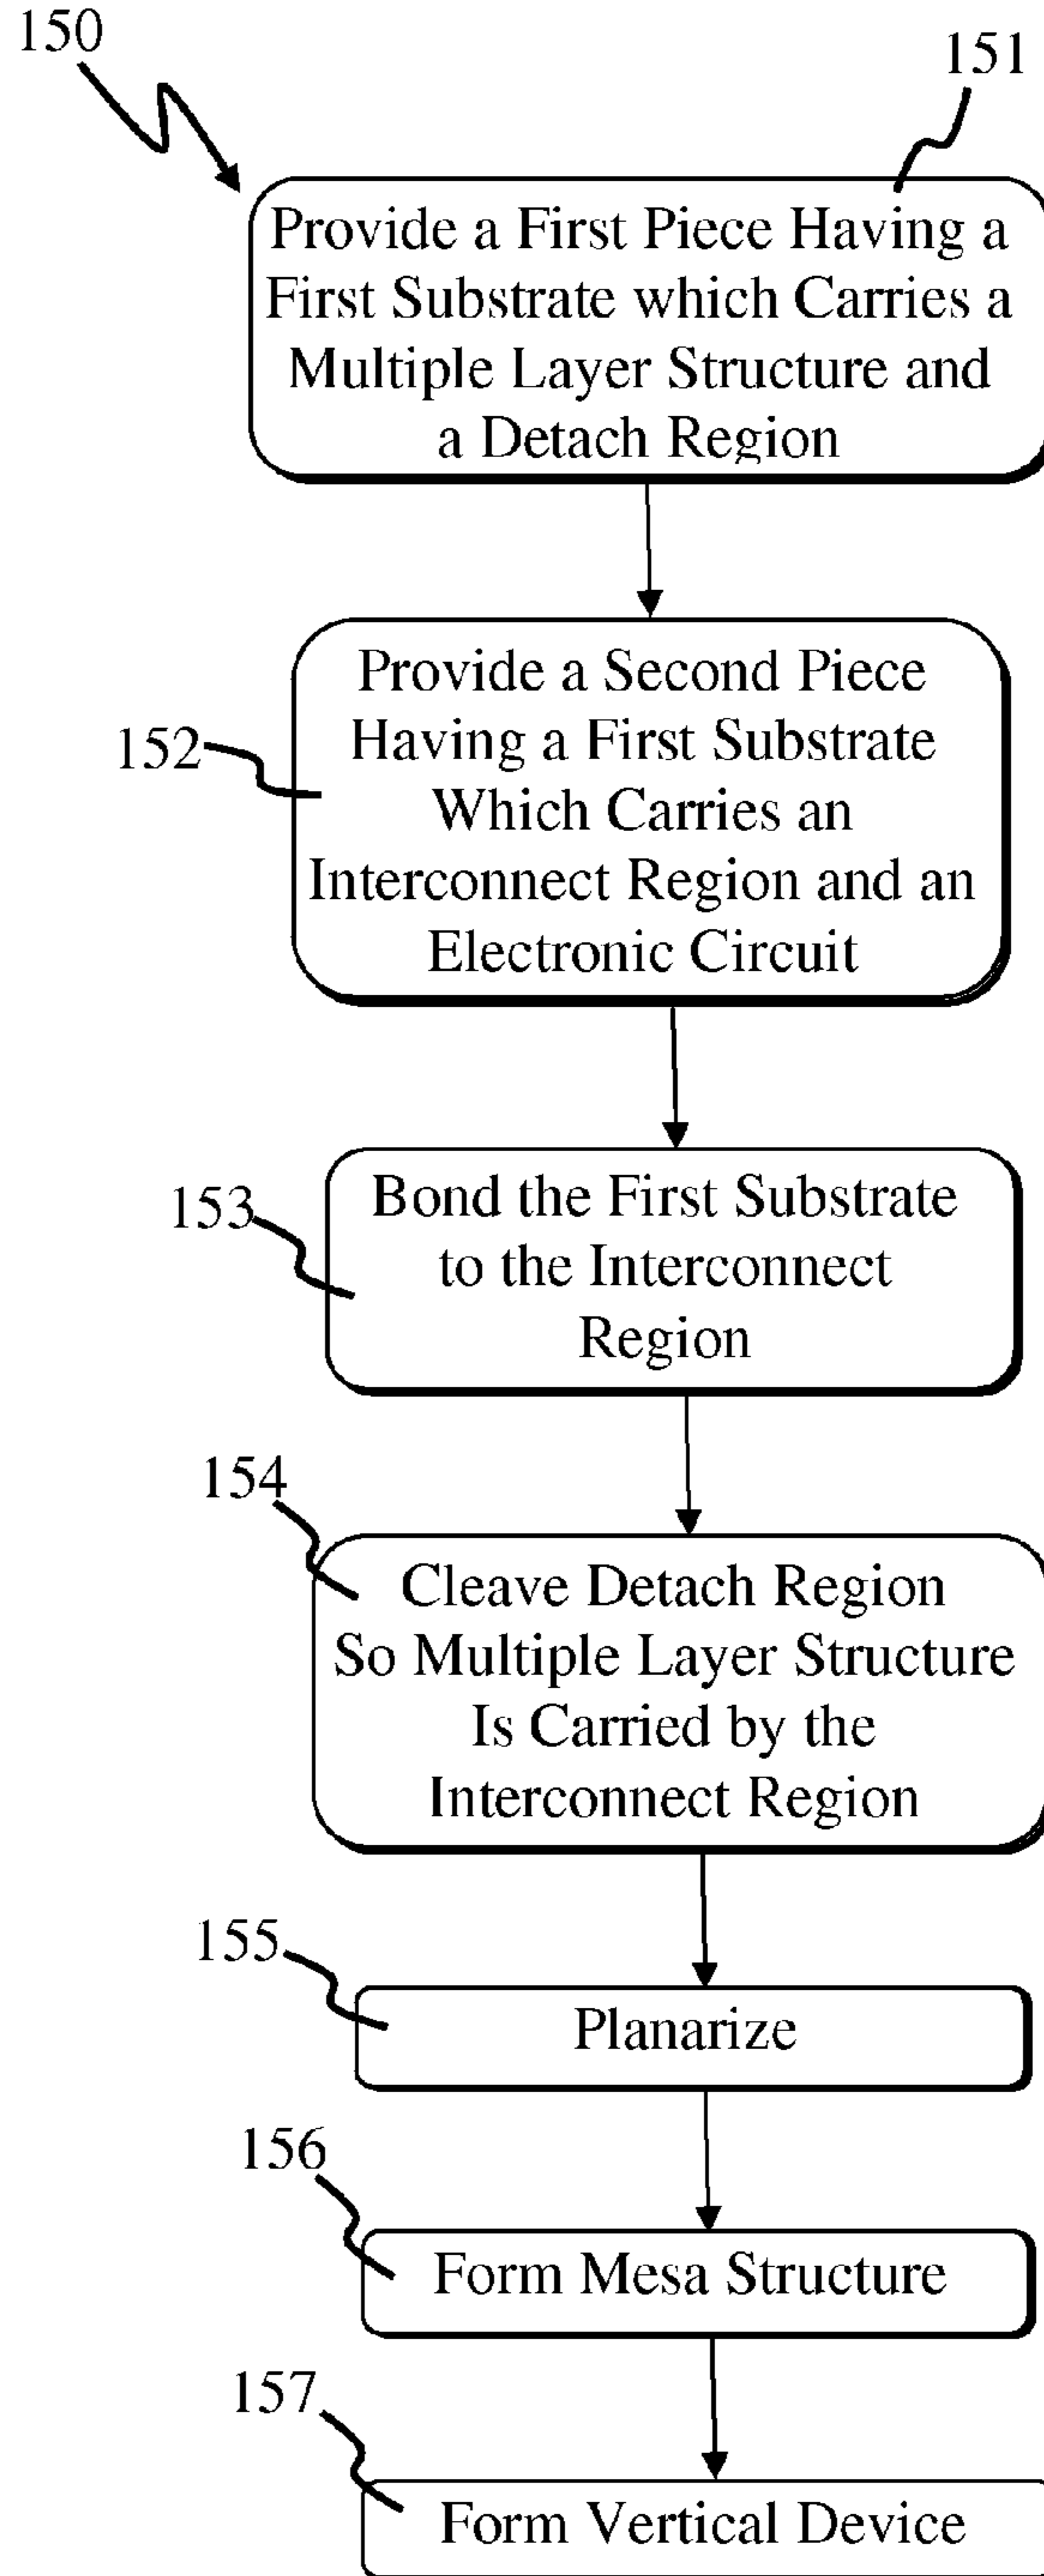 150
151
Provide a First Piece Having a
First Substrate which Carries a
Multiple Layer Structure and
a Detach Region
152
Provide a Second Piece
Having a First Substrate
Which Carries an
Interconnect Region and an
Electronic Circuit
153
Bond the First Substrate
to the Interconnect
Region
154
Cleave Detach Region
So Multiple Layer Structure
Is Carried by the
Interconnect Region
155
Planarize
156
Form Mesa Structure
157
Form Vertical Device